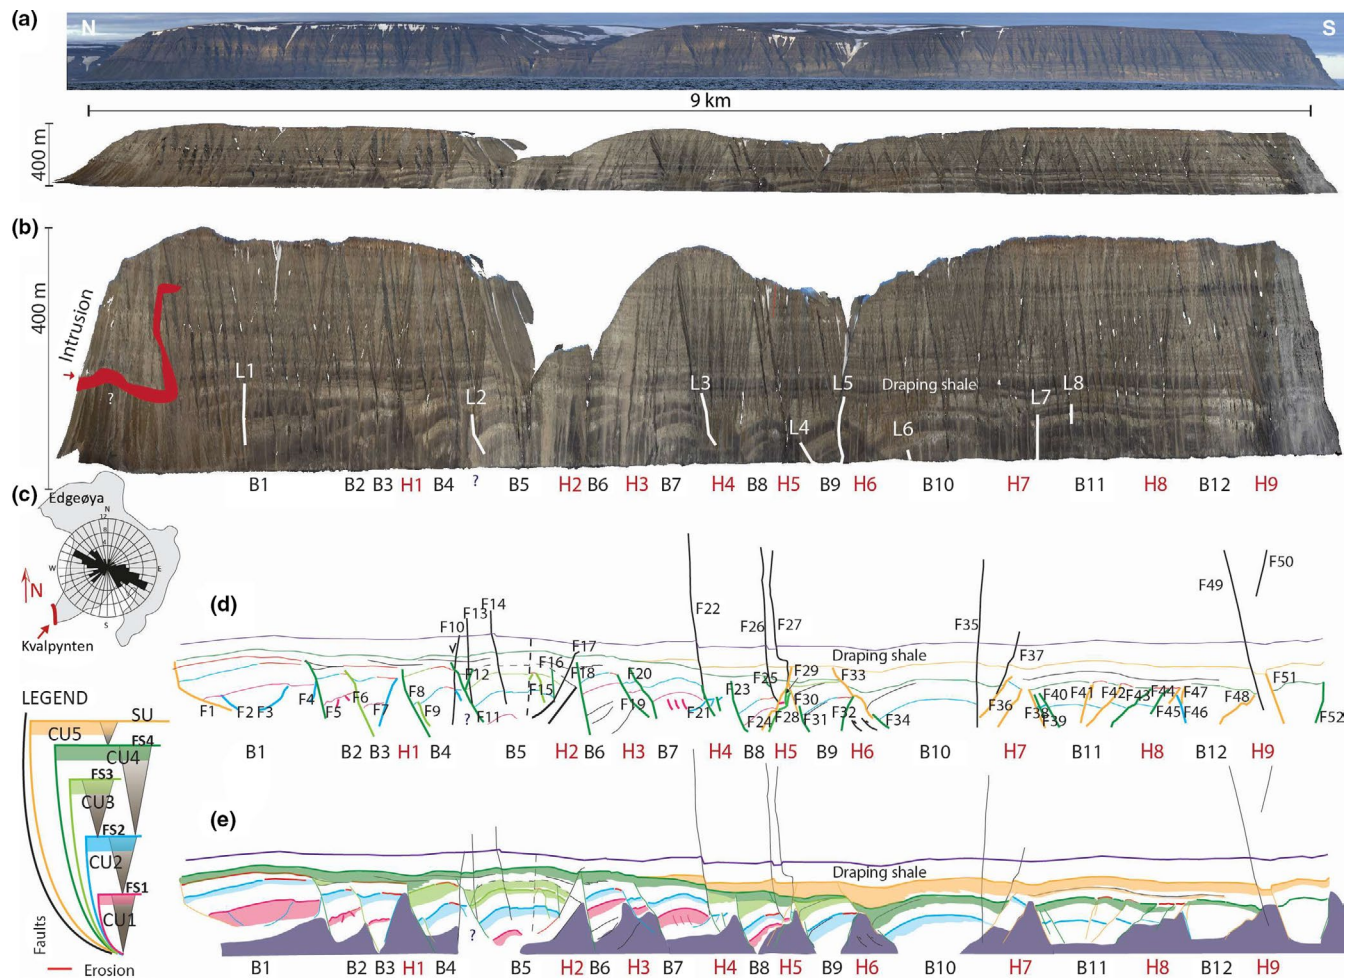 (a)
N
S
9 km
400 m
(b)
400 m
Intrusion
?
L1
L2
L3
L4
L5
Draping shale
L6
L7
L8
B1 B2 B3 H1 B4 ? B5 H2 B6 H3 B7 H4 B8 H5 B9 H6 B10 H7 B11 H8 B12 H9
(c)
Edgeøya
N
12
8
4
W
E
S
N
Kvalpynten
(d)
F1 F2 F3 F4 F5 F6 F7 F8 F9 F10 F11 F12 F13 F14 F15 F16 F17 F18 F19 F20 F21 F22 F23 F24 F25 F26 F27 F28 F29 F30 F31 F32 F33 F34 F35 F36 F37 F38 F39 F40 F41 F42 F43 F44 F45 F46 F47 F48 F49 F50 F51 F52
?
Draping shale
B1 B2 B3 H1 B4 B5 H2 B6 H3 B7 H4 B8 H5 B9 H6 B10 H7 B11 H8 B12 H9
LEGEND
SU
CU5
FS4
CU4
FS3
CU3
FS2
CU2
FS1
CU1
Faults
Erosion
(e)
Draping shale
?
B1 B2 B3 H1 B4 B5 H2 B6 H3 B7 H4 B8 H5 B9 H6 B10 H7 B11 H8 B12 H9